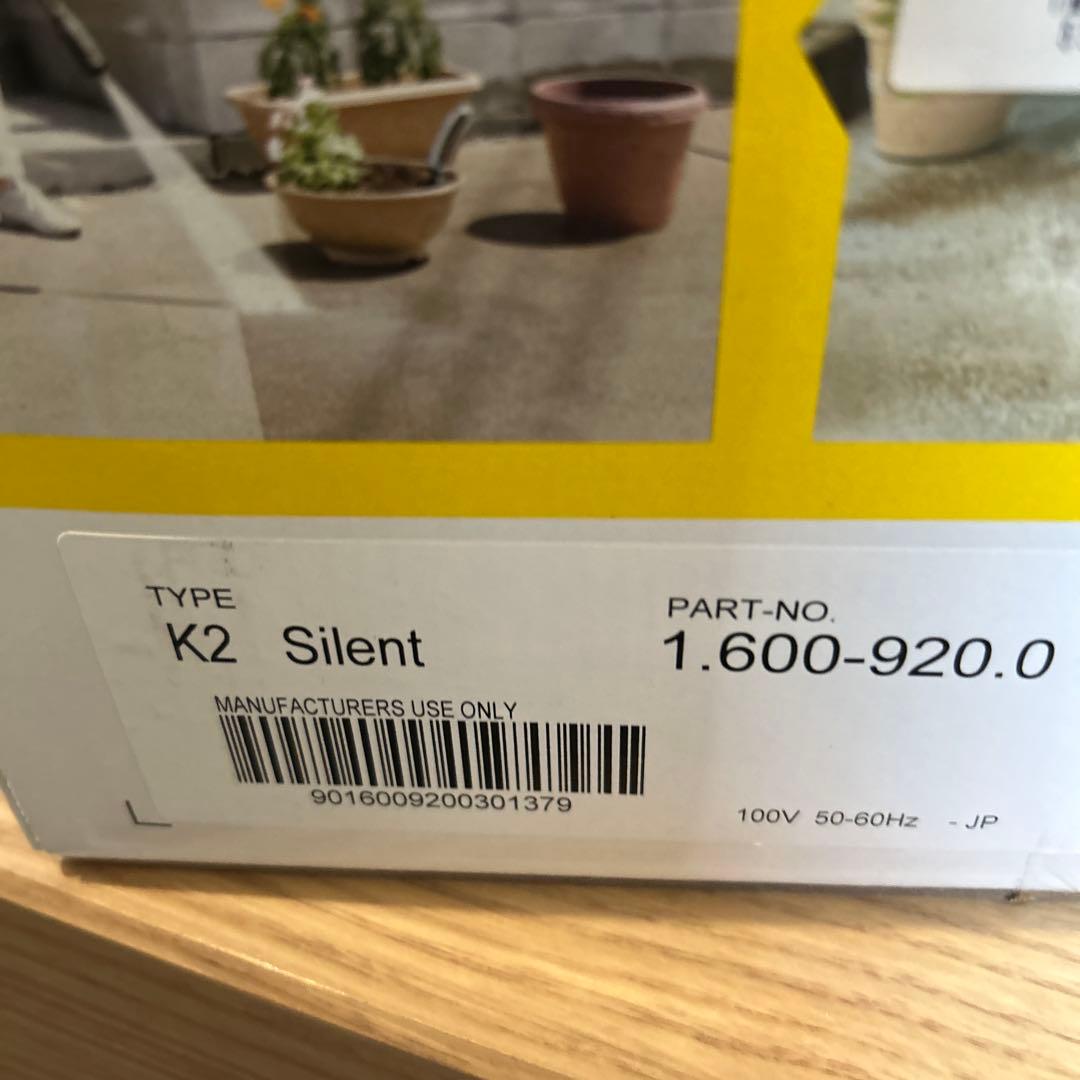 TYPE
K2 Silent
PART-NO.
1.600-920.0
MANUFACTURERS USE ONLY
9016009200301379
100V 50-60Hz - JP